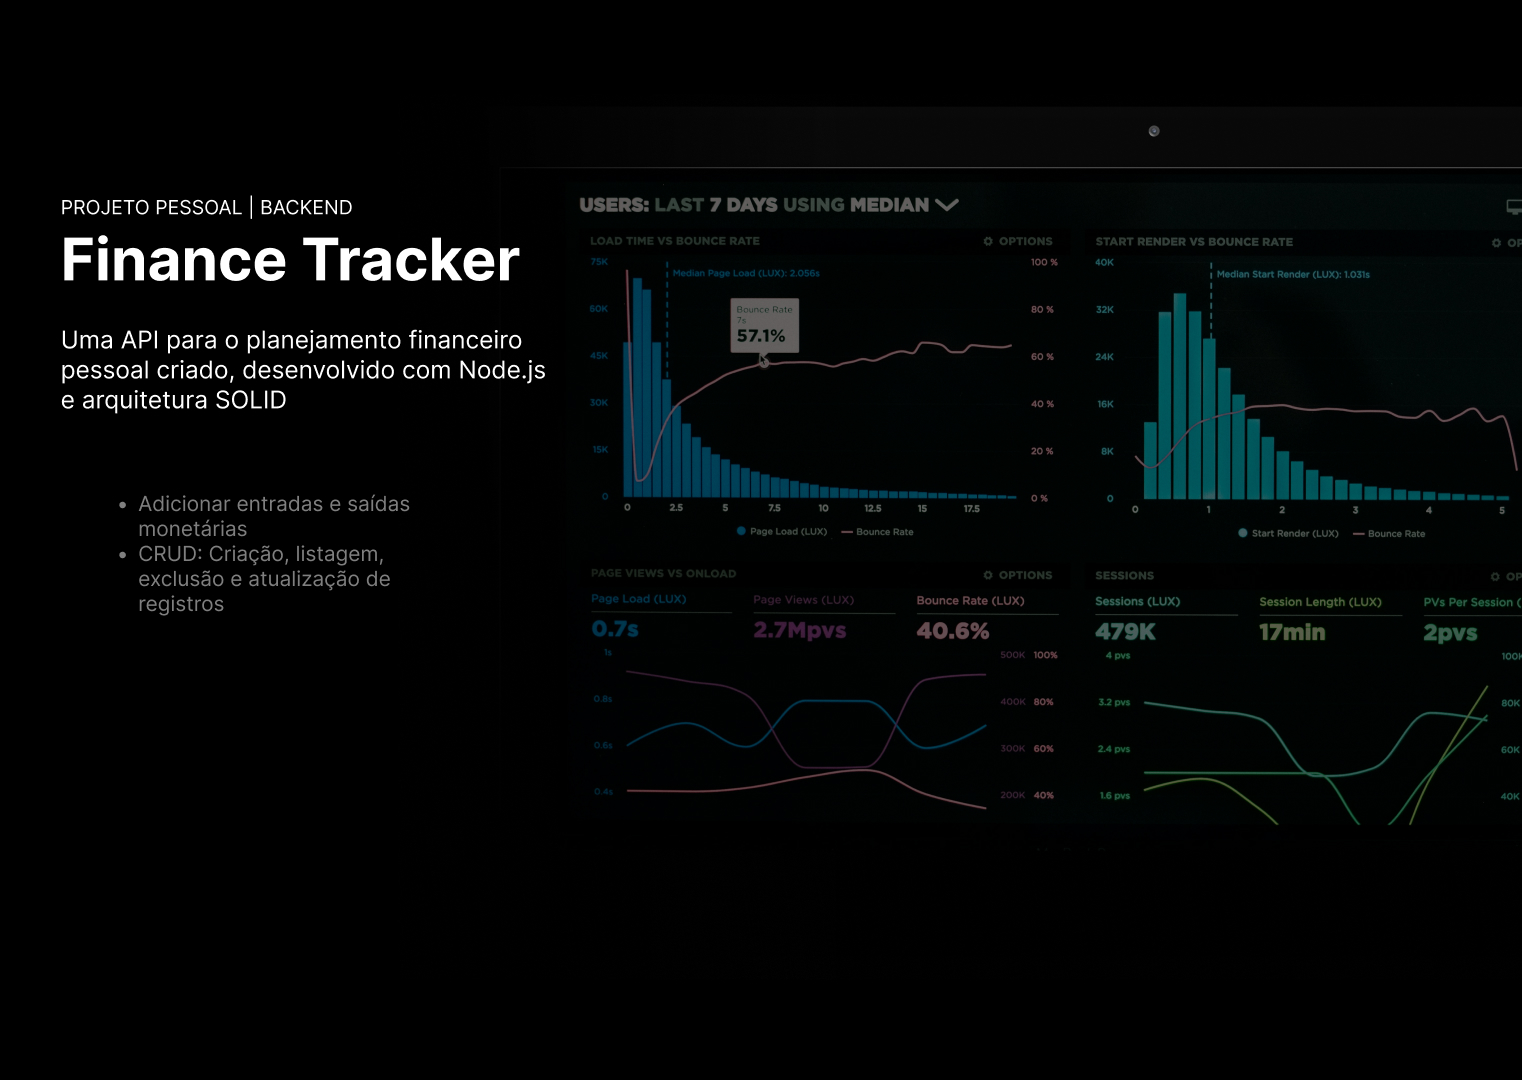 PROJETO PESSOAL | BACKEND
Finance Tracker
Uma API para o planejamento financeiro
pessoal criado, desenvolvido com Node.js
e arquitetura SOLID
• Adicionar entradas e saídas
monetárias
• CRUD: Criação, listagem,
exclusão e atualização de
registros
USERS: LAST 7 DAYS USING MEDIAN
LOAD TIME VS BOUNCE RATE
OPTIONS
75K
60K
45K
30K
15K
0
Median Page Load (LUX): 2.056s
Bounce Rate
7s
57.1%
100 %
80 %
60 %
40 %
20 %
0 %
0 2.5 5 7.5 10 12.5 15 17.5
Page Load (LUX) Bounce Rate
START RENDER VS BOUNCE RATE
OP
40K
32K
24K
16K
8K
0
Median Start Render (LUX): 1.031s
0 1 2 3 4 5
Start Render (LUX) Bounce Rate
PAGE VIEWS VS ONLOAD
OPTIONS
Page Load (LUX) Page Views (LUX) Bounce Rate (LUX)
0.7s 2.7Mpvs 40.6%
1s
0.8s
0.6s
0.4s
500K 100%
400K 80%
300K 60%
200K 40%
SESSIONS
OP
Sessions (LUX) Session Length (LUX) PVs Per Session (
479K 17min 2pvs
4 pvs
3.2 pvs
2.4 pvs
1.6 pvs
100K
80K
60K
40K